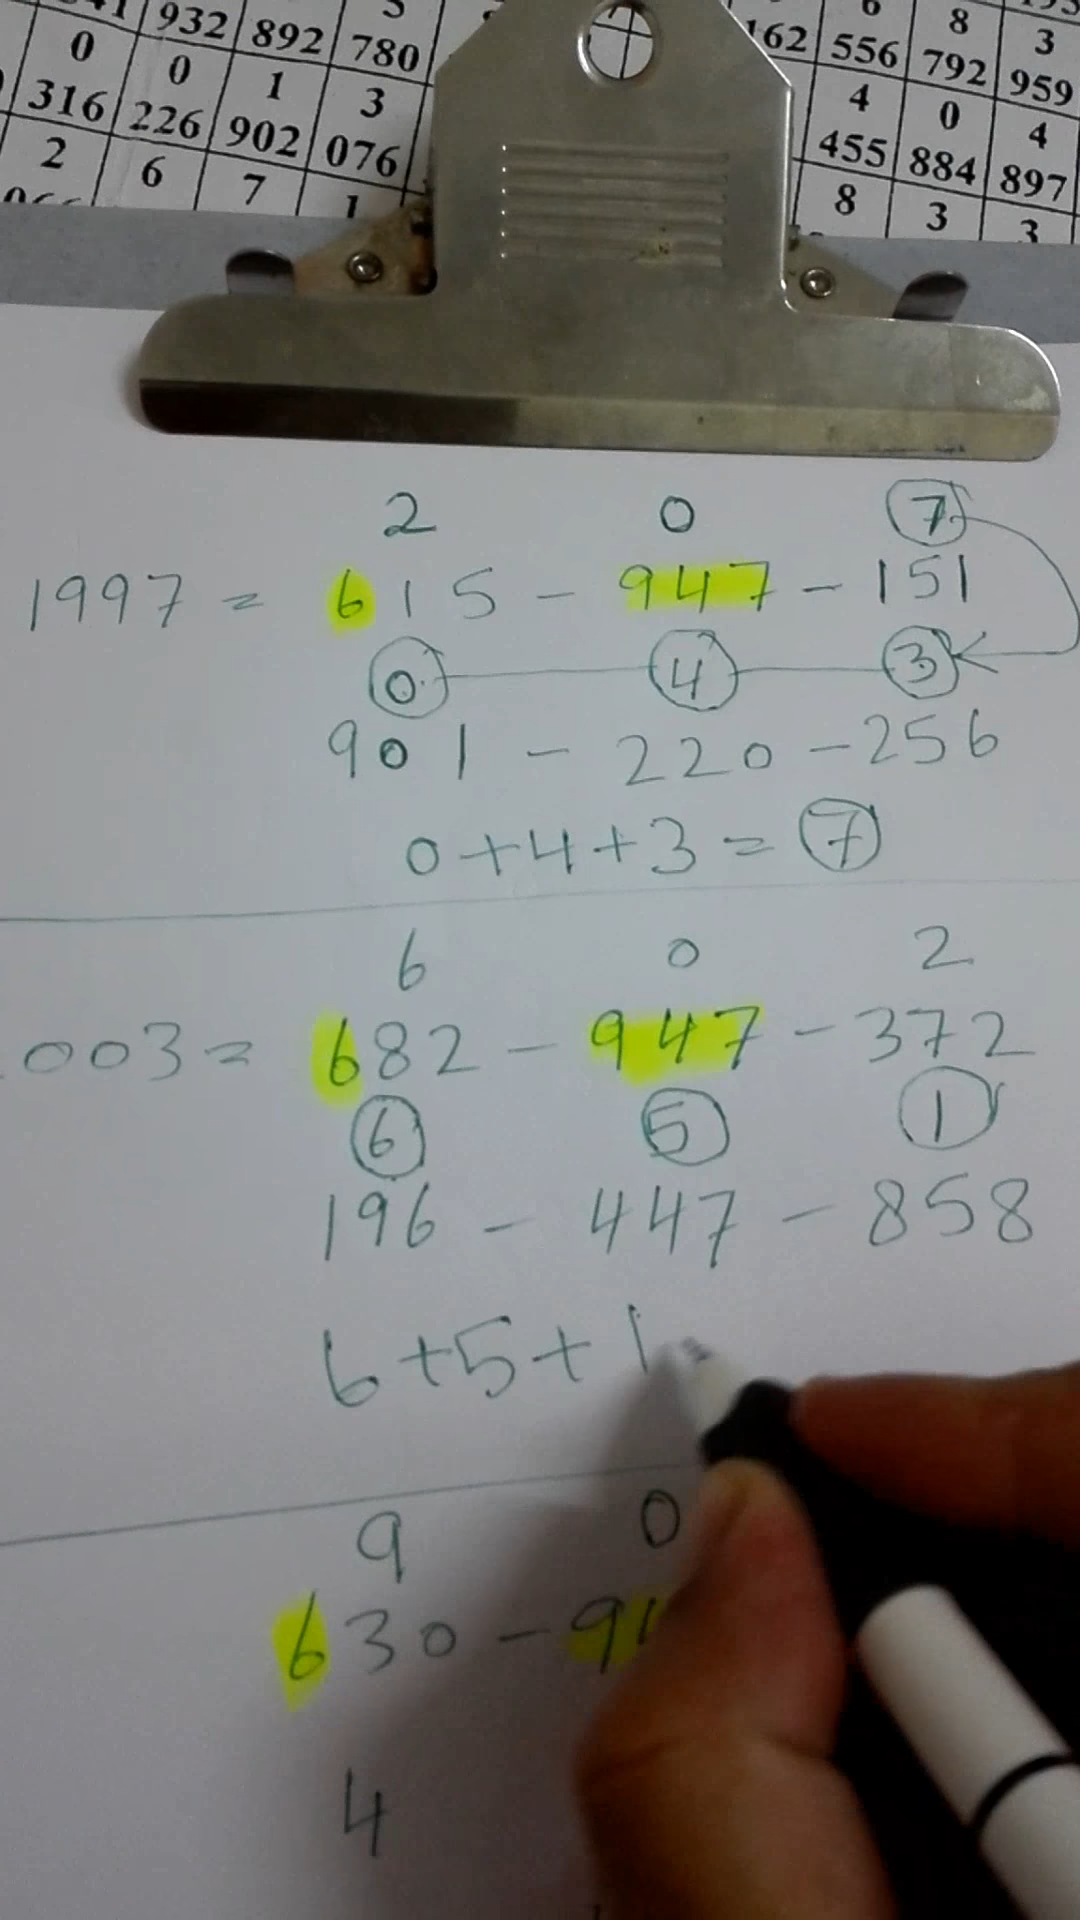 932 892 780 162 556 792 959
0 0 1 3 4 0 4
316 226 902 076 455 884 897
2 6 7 1 8 3 3
2 0 7
1997 = 615 - 947 - 151
0 4 3
901 - 220 - 256
0+4+3=7
6 0 2
003 = 682 - 947 - 372
6 5 1
196 - 447 - 858
6+5+1
9 0
630 - 9
4